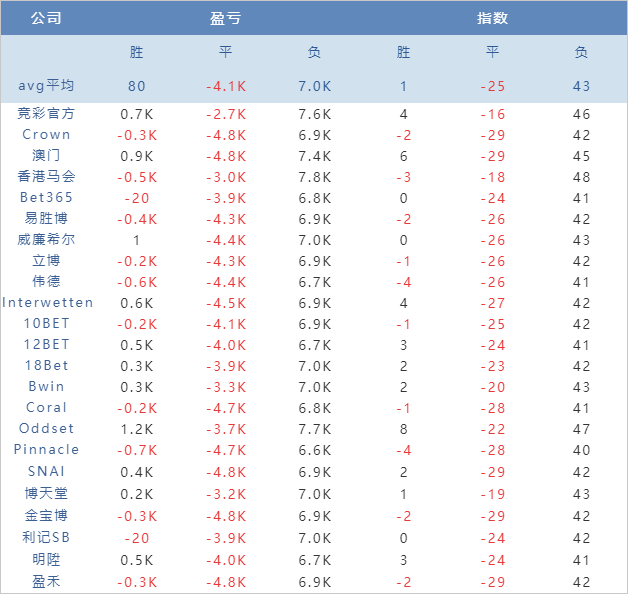 公司 盈亏 指数
胜 平 负 胜 平 负
avg平均 80 -4.1K 7.0K 1 -25 43
竞彩官方 0.7K -2.7K 7.6K 4 -16 46
Crown -0.3K -4.8K 6.9K -2 -29 42
澳门 0.9K -4.8K 7.4K 6 -29 45
香港马会 -0.5K -3.0K 7.8K -3 -18 48
Bet365 -20 -3.9K 6.8K 0 -24 41
易胜博 -0.4K -4.3K 6.9K -2 -26 42
威廉希尔 1 -4.4K 7.0K 0 -26 43
立博 -0.2K -4.3K 6.9K -1 -26 42
伟德 -0.6K -4.4K 6.7K -4 -26 41
Interwetten 0.6K -4.5K 6.9K 4 -27 42
10BET -0.2K -4.1K 6.9K -1 -25 42
12BET 0.5K -4.0K 6.7K 3 -24 41
18Bet 0.3K -3.9K 7.0K 2 -23 42
Bwin 0.3K -3.3K 7.0K 2 -20 43
Coral -0.2K -4.7K 6.8K -1 -28 41
Oddset 1.2K -3.7K 7.7K 8 -22 47
Pinnacle -0.7K -4.7K 6.6K -4 -28 40
SNAI 0.4K -4.8K 6.9K 2 -29 42
博天堂 0.2K -3.2K 7.0K 1 -19 43
金宝博 -0.3K -4.8K 6.9K -2 -29 42
利记SB -20 -3.9K 7.0K 0 -24 42
明陞 0.5K -4.0K 6.7K 3 -24 41
盈禾 -0.3K -4.8K 6.9K -2 -29 42